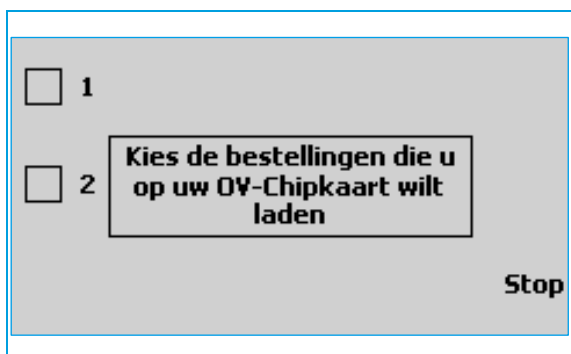 1
2
Kies de bestellingen die u
op uw OV-Chipkaart wilt
laden
Stop